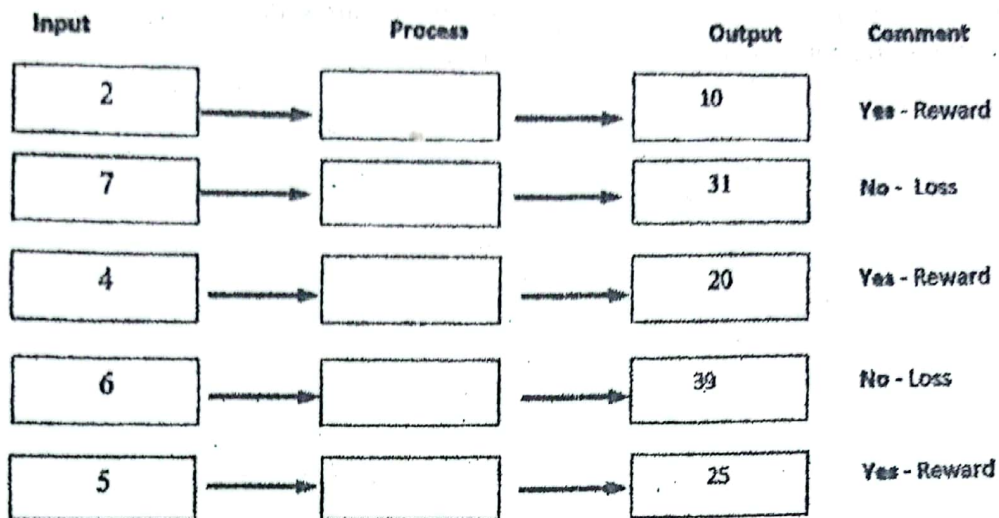 Input Process Output Comment
2 10 Yes - Reward
7 31 No - Loss
4 20 Yes - Reward
6 39 No - Loss
5 25 Yes - Reward